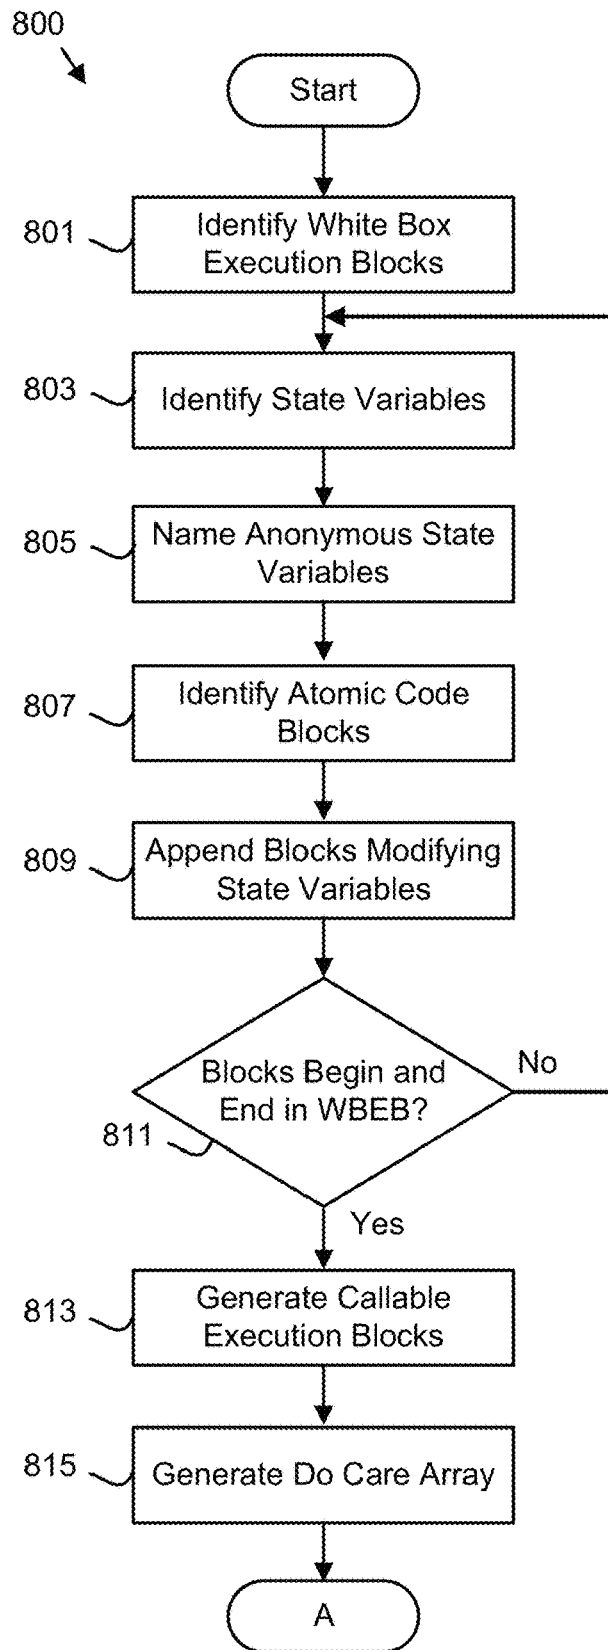 800
Start
801
Identify White Box
Execution Blocks
803
Identify State Variables
805
Name Anonymous State
Variables
807
Identify Atomic Code
Blocks
809
Append Blocks Modifying
State Variables
Blocks Begin and
End in WBEB?
No
811
Yes
813
Generate Callable
Execution Blocks
815
Generate Do Care Array
A